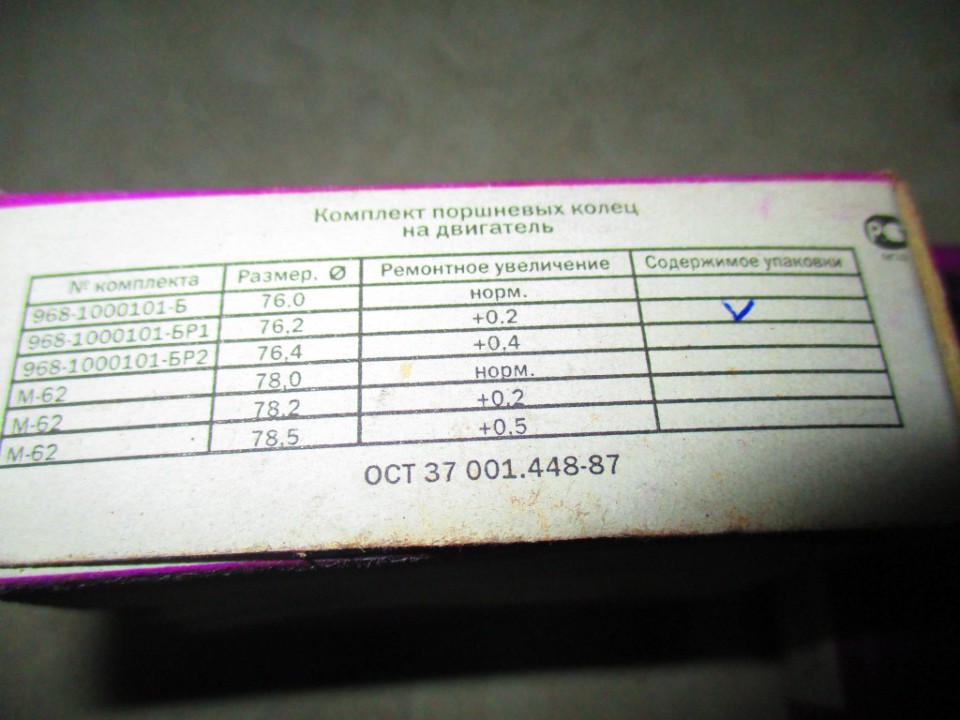 Комплект поршневых колец
на двигатель
№ комплекта Размер. Ø Ремонтное увеличение Содержимое упаковки
968-1000101-Б 76.0 норм.
968-1000101-БР1 76,2 +0.2 V
968-1000101-БР2 76,4 +0,4
М-62 78,0 норм.
М-62 78,2 +0,2
М-62 78,5 +0,5
ОСТ 37 001.448-87
РС